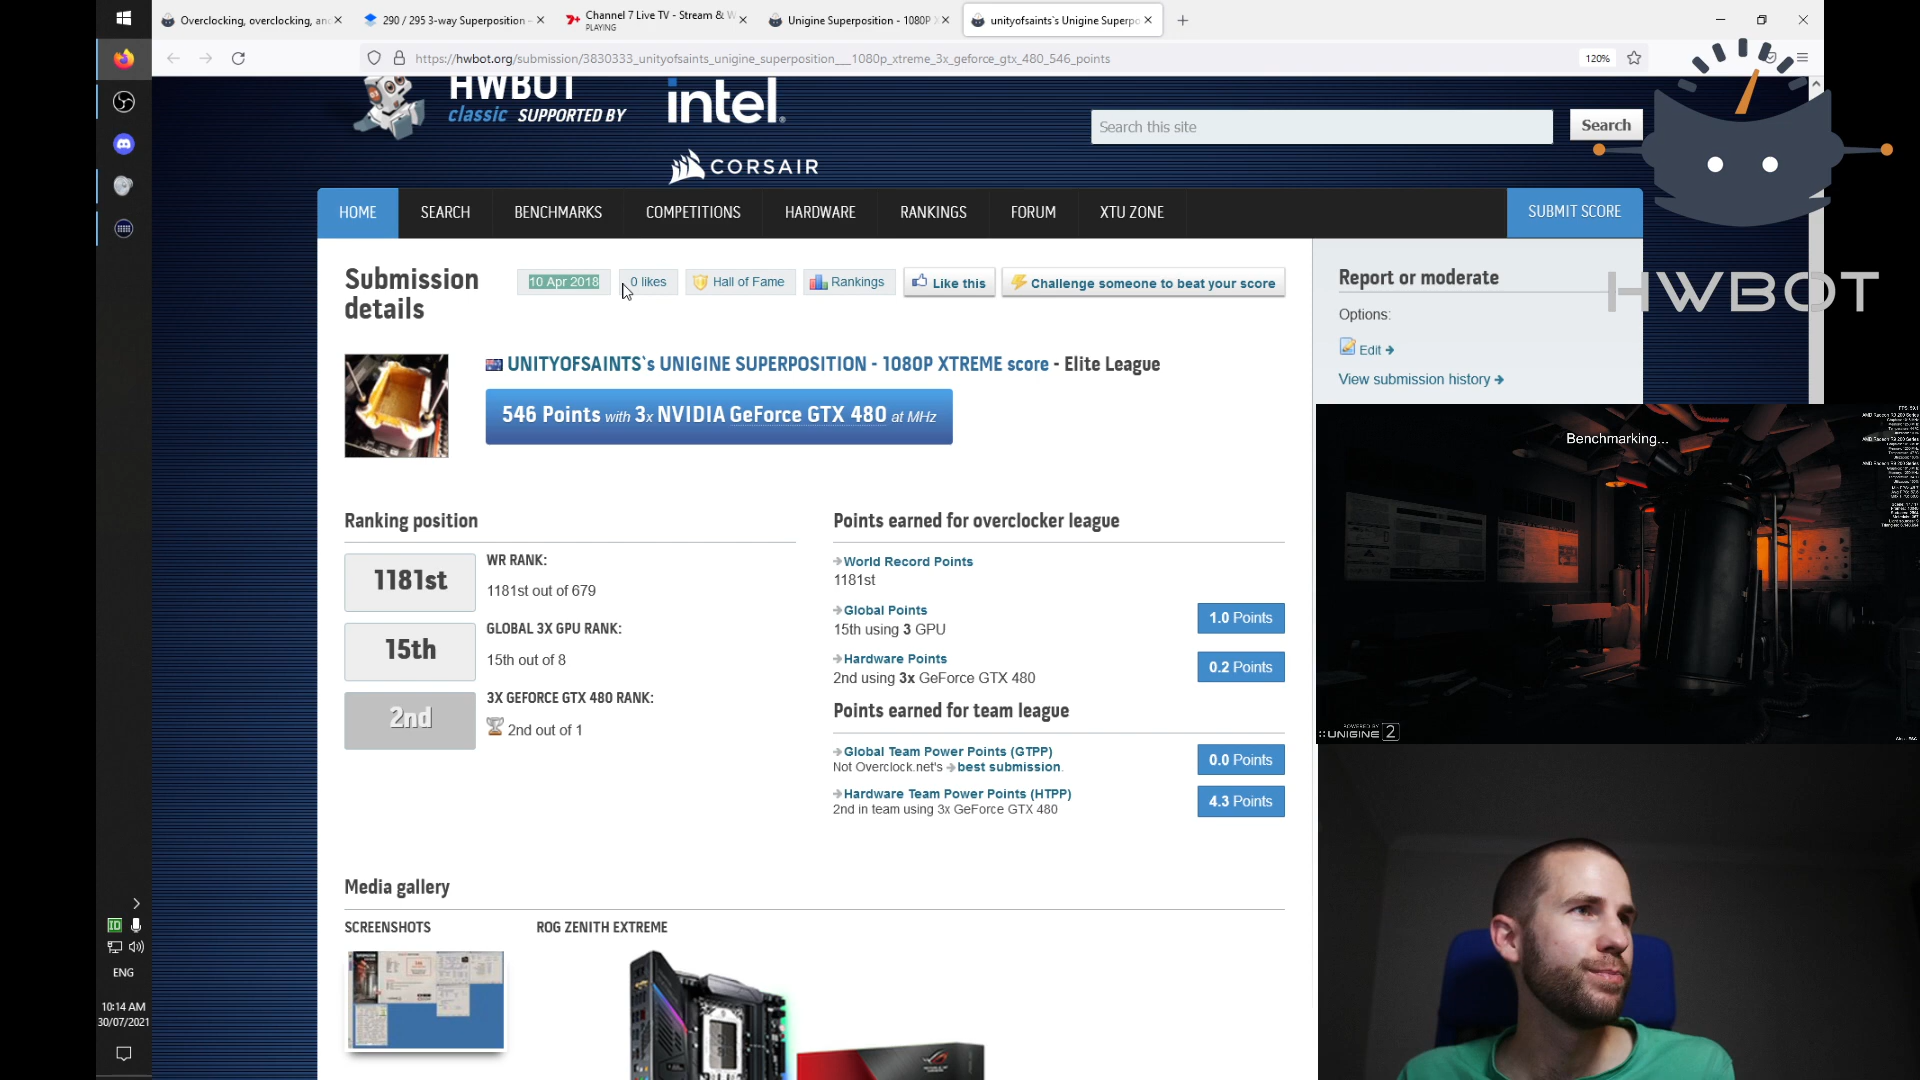 Overclocking, overclocking, an
290 / 295 3-way Superposition -
Channel 7 Live TV - Stream & W
PLAYING
Unigine Superposition - 1080P
unityofsaints`s Unigine Superpo
https://hwbot.org/submission/3830333_unityofsaints_unigine_superposition___1080p_xtreme_3x_geforce_gtx_480_546_points
120%
HWBOT
classic SUPPORTED BY
intel
CORSAIR
Search this site
Search
HOME
SEARCH
BENCHMARKS
COMPETITIONS
HARDWARE
RANKINGS
FORUM
XTU ZONE
SUBMIT SCORE
HWBOT
Submission
details
10 Apr 2018
0 likes
Hall of Fame
Rankings
Like this
Challenge someone to beat your score
Report or moderate
Options:
Edit
View submission history
UNITYOFSAINTS`s UNIGINE SUPERPOSITION - 1080P XTREME score - Elite League
546 Points with 3x NVIDIA GeForce GTX 480 at MHz
Ranking position
1181st
WR RANK:
1181st out of 679
15th
GLOBAL 3X GPU RANK:
15th out of 8
2nd
3X GEFORCE GTX 480 RANK:
2nd out of 1
Points earned for overclocker league
World Record Points
1181st
Global Points
15th using 3 GPU
1.0 Points
Hardware Points
2nd using 3x GeForce GTX 480
0.2 Points
Points earned for team league
Global Team Power Points (GTPP)
Not Overclock.net's best submission.
0.0 Points
Hardware Team Power Points (HTPP)
2nd in team using 3x GeForce GTX 480
4.3 Points
Media gallery
SCREENSHOTS
ROG ZENITH EXTREME
Benchmarking...
POWERED BY
UNIGINE 2
ENG
10:14 AM
30/07/2021